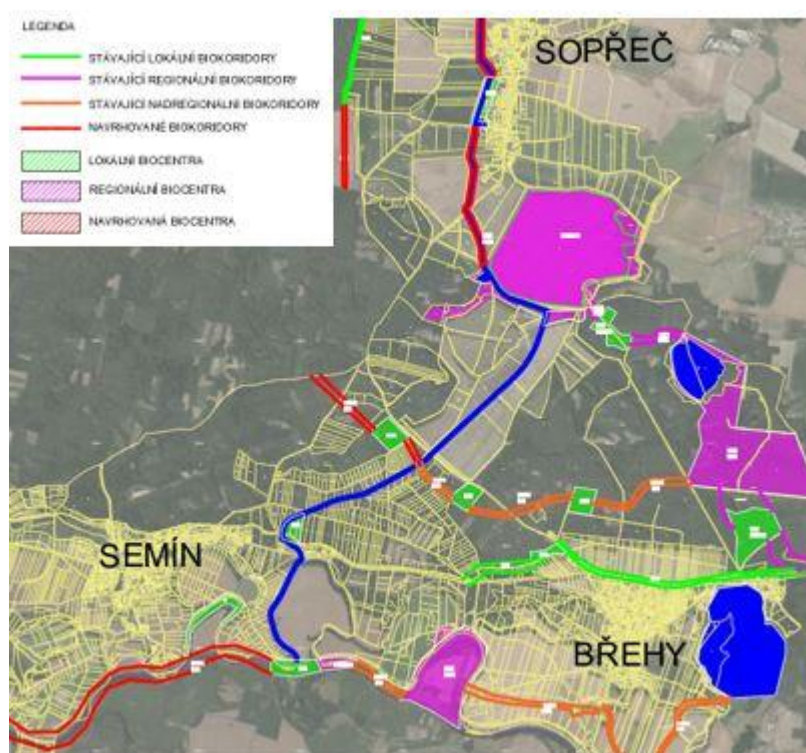 LEGENDA
STÁVAJÍCÍ LOKÁLNÍ BIOKORIDORY
STÁVAJÍCÍ REGIONÁLNÍ BIOKORIDORY
STÁVAJÍCÍ NADREGIONÁLNÍ BIOKORIDORY
NAVRHOVANÉ BIOKORIDORY
LOKÁLNÍ BIOCENTRA
REGIONÁLNÍ BIOCENTRA
NAVRHOVANÁ BIOCENTRA
SOPŘEČ
SEMÍN
BŘEHY